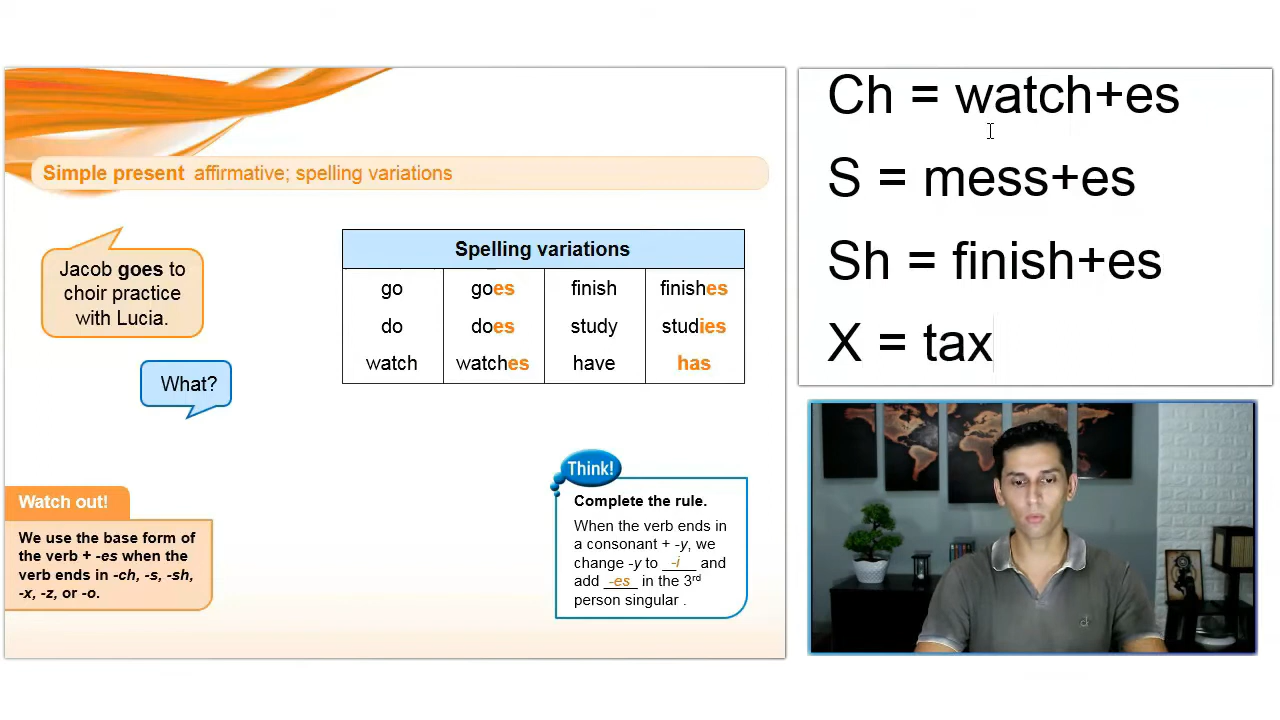 Simple present affirmative; spelling variations
Jacob goes to
choir practice
with Lucia.
What?
Spelling variations
go goes finish finishes
do does study studies
watch watches have has
Watch out!
We use the base form of
the verb + -es when the
verb ends in -ch, -s, -sh,
-x, -z, or -o.
Think!
Complete the rule.
When the verb ends in
a consonant + -y, we
change -y to -i and
add -es in the 3rd
person singular .
Ch = watch+es
S = mess+es
Sh = finish+es
X = tax